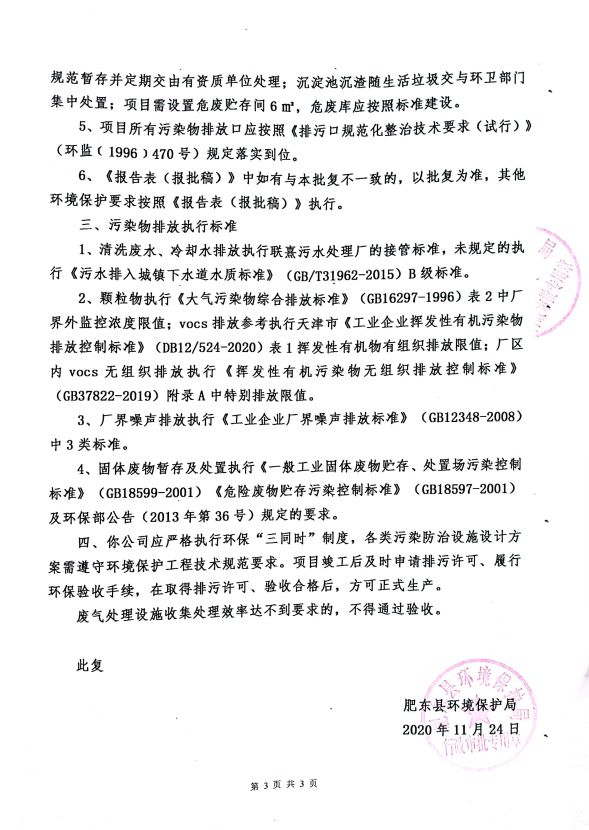 规范暂存并定期交由有资质单位处理；沉淀池沉渣随生活垃圾交与环卫部门
集中处置；项目需设置危废贮存间 6 ㎡，危废库应按照标准建设。
5、项目所有污染物排放口应按照《排污口规范化整治技术要求（试行）》
（环监﹝1996﹞470 号）规定落实到位。
6、《报告表（报批稿）》中如有与本批复不一致的，以批复为准，其他
环境保护要求按照《报告表（报批稿）》执行。
三、污染物排放执行标准
1、清洗废水、冷却水排放执行联熹污水处理厂的接管标准，未规定的执
行《污水排入城镇下水道水质标准》（GB/T31962-2015）B 级标准。
2、颗粒物执行《大气污染物综合排放标准》（GB16297-1996）表 2 中厂
界外监控浓度限值；vocs 排放参考执行天津市《工业企业挥发性有机污染物
排放控制标准》（DB12/524-2020）表 1 挥发性有机物有组织排放限值；厂区
内 vocs 无组织排放执行《挥发性有机污染物无组织排放控制标准》
（GB37822-2019）附录 A 中特别排放限值。
3、厂界噪声排放执行《工业企业厂界噪声排放标准》（GB12348-2008）
中 3 类标准。
4、固体废物暂存及处置执行《一般工业固体废物贮存、处置场污染控制
标准》（GB18599-2001）《危险废物贮存污染控制标准》（GB18597-2001）
及环保部公告（2013 年第 36 号）规定的要求。
四、你公司应严格执行环保“三同时”制度，各类污染防治设施设计方
案需遵守环境保护工程技术规范要求。项目竣工后及时申请排污许可、履行
环保验收手续，在取得排污许可、验收合格后，方可正式生产。
废气处理设施收集处理效率达不到要求的，不得通过验收。
此复
肥东县环境保护局
2020 年 11 月 24 日
肥东县环境保护局
行政审批专用章
第 3 页 共 3 页